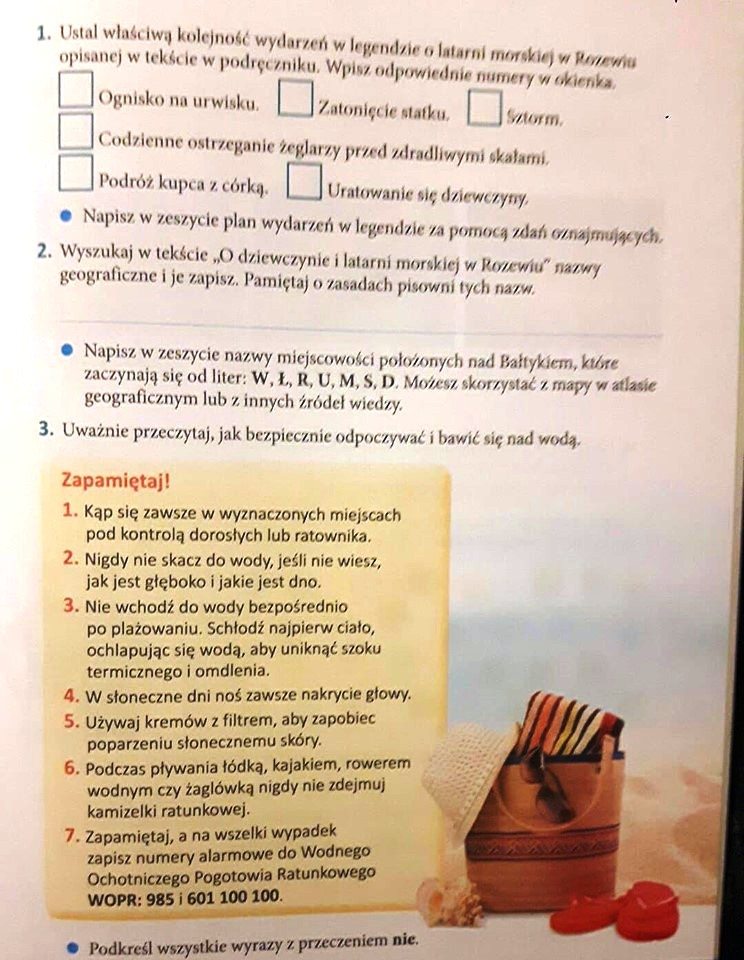 1. Ustal właściwą kolejność wydarzeń w legendzie o latarni morskiej w Rozewiu
opisanej w tekście w podręczniku. Wpisz odpowiednie numery w okienka.
Ognisko na urwisku. Zatonięcie statku. Sztorm.
Codzienne ostrzeganie żeglarzy przed zdradliwymi skałami.
Podróż kupca z córką. Uratowanie się dziewczyny.
• Napisz w zeszycie plan wydarzeń w legendzie za pomocą zdań oznajmujących.
2. Wyszukaj w tekście „O dziewczynie i latarni morskiej w Rozewiu" nazwy
geograficzne i je zapisz. Pamiętaj o zasadach pisowni tych nazw.
• Napisz w zeszycie nazwy miejscowości położonych nad Bałtykiem, które
zaczynają się od liter: W, Ł, R, U, M, S, D. Możesz skorzystać z mapy w atlasie
geograficznym lub z innych źródeł wiedzy.
3. Uważnie przeczytaj, jak bezpiecznie odpoczywać i bawić się nad wodą.
Zapamiętaj!
1. Kąp się zawsze w wyznaczonych miejscach
pod kontrolą dorosłych lub ratownika.
2. Nigdy nie skacz do wody, jeśli nie wiesz,
jak jest głęboko i jakie jest dno.
3. Nie wchodź do wody bezpośrednio
po plażowaniu. Schłodź najpierw ciało,
ochlapując się wodą, aby uniknąć szoku
termicznego i omdlenia.
4. W słoneczne dni noś zawsze nakrycie głowy.
5. Używaj kremów z filtrem, aby zapobiec
poparzeniu słonecznemu skóry.
6. Podczas pływania łódką, kajakiem, rowerem
wodnym czy żaglówką nigdy nie zdejmuj
kamizelki ratunkowej.
7. Zapamiętaj, a na wszelki wypadek
zapisz numery alarmowe do Wodnego
Ochotniczego Pogotowia Ratunkowego
WOPR: 985 i 601 100 100.
• Podkreśl wszystkie wyrazy z przeczeniem nie.